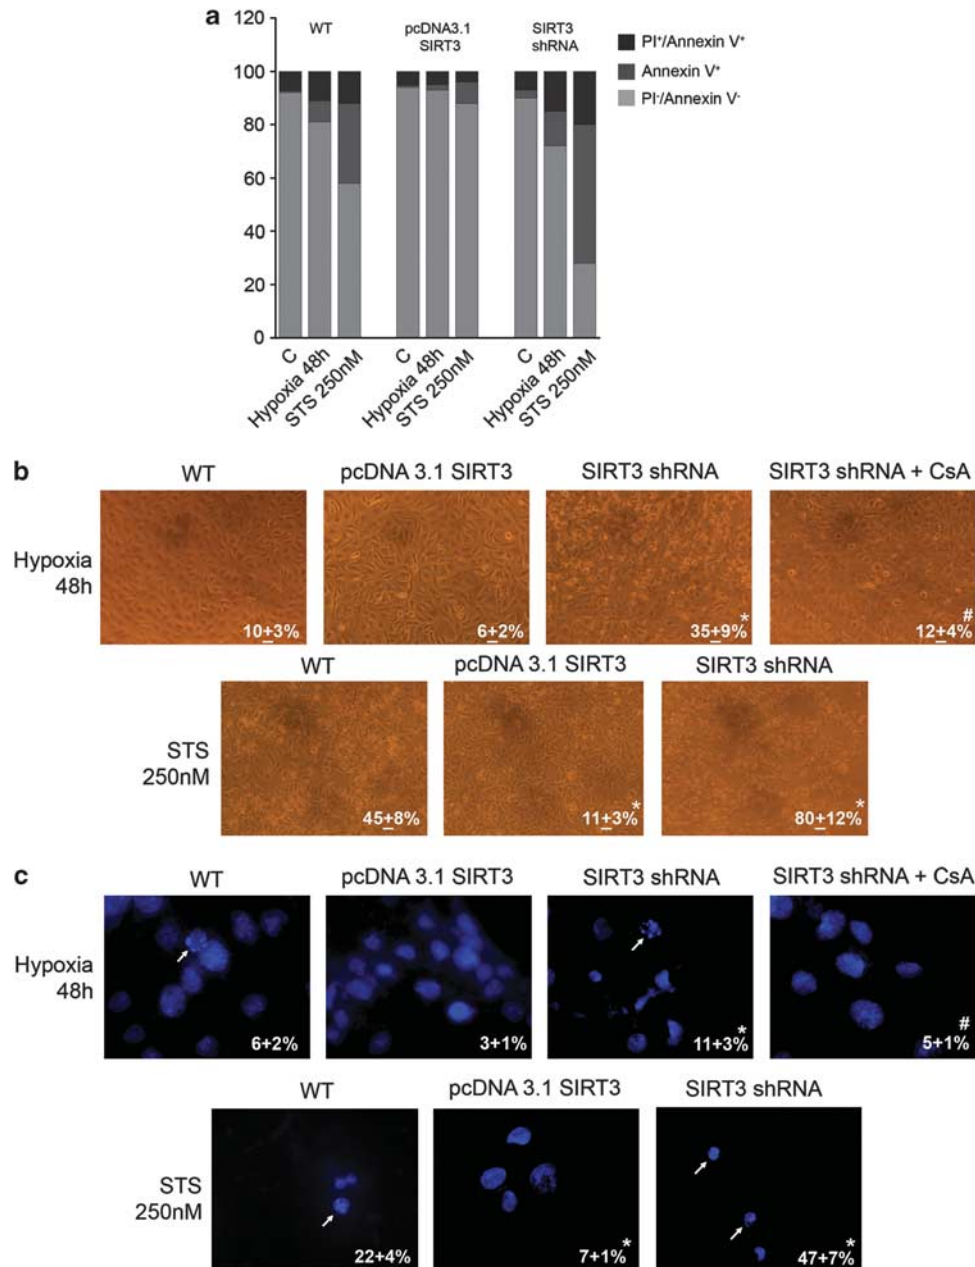 a
120
100
80
60
40
20
0
WT
pcDNA3.1
SIRT3
SIRT3
shRNA
PI⁺/Annexin V⁺
Annexin V⁺
PI⁻/Annexin V⁻
C
Hypoxia 48h
STS 250nM
C
Hypoxia 48h
STS 250nM
C
Hypoxia 48h
STS 250nM
b
WT
pcDNA 3.1 SIRT3
SIRT3 shRNA
SIRT3 shRNA + CsA
Hypoxia
48h
10±3%
6±2%
*
35±9%
#
12±4%
WT
pcDNA 3.1 SIRT3
SIRT3 shRNA
STS
250nM
45±8%
*
11±3%
*
80±12%
c
WT
pcDNA 3.1 SIRT3
SIRT3 shRNA
SIRT3 shRNA + CsA
Hypoxia
48h
6+2%
3+1%
*
11+3%
#
5+1%
WT
pcDNA 3.1 SIRT3
SIRT3 shRNA
STS
250nM
22+4%
*
7+1%
*
47+7%